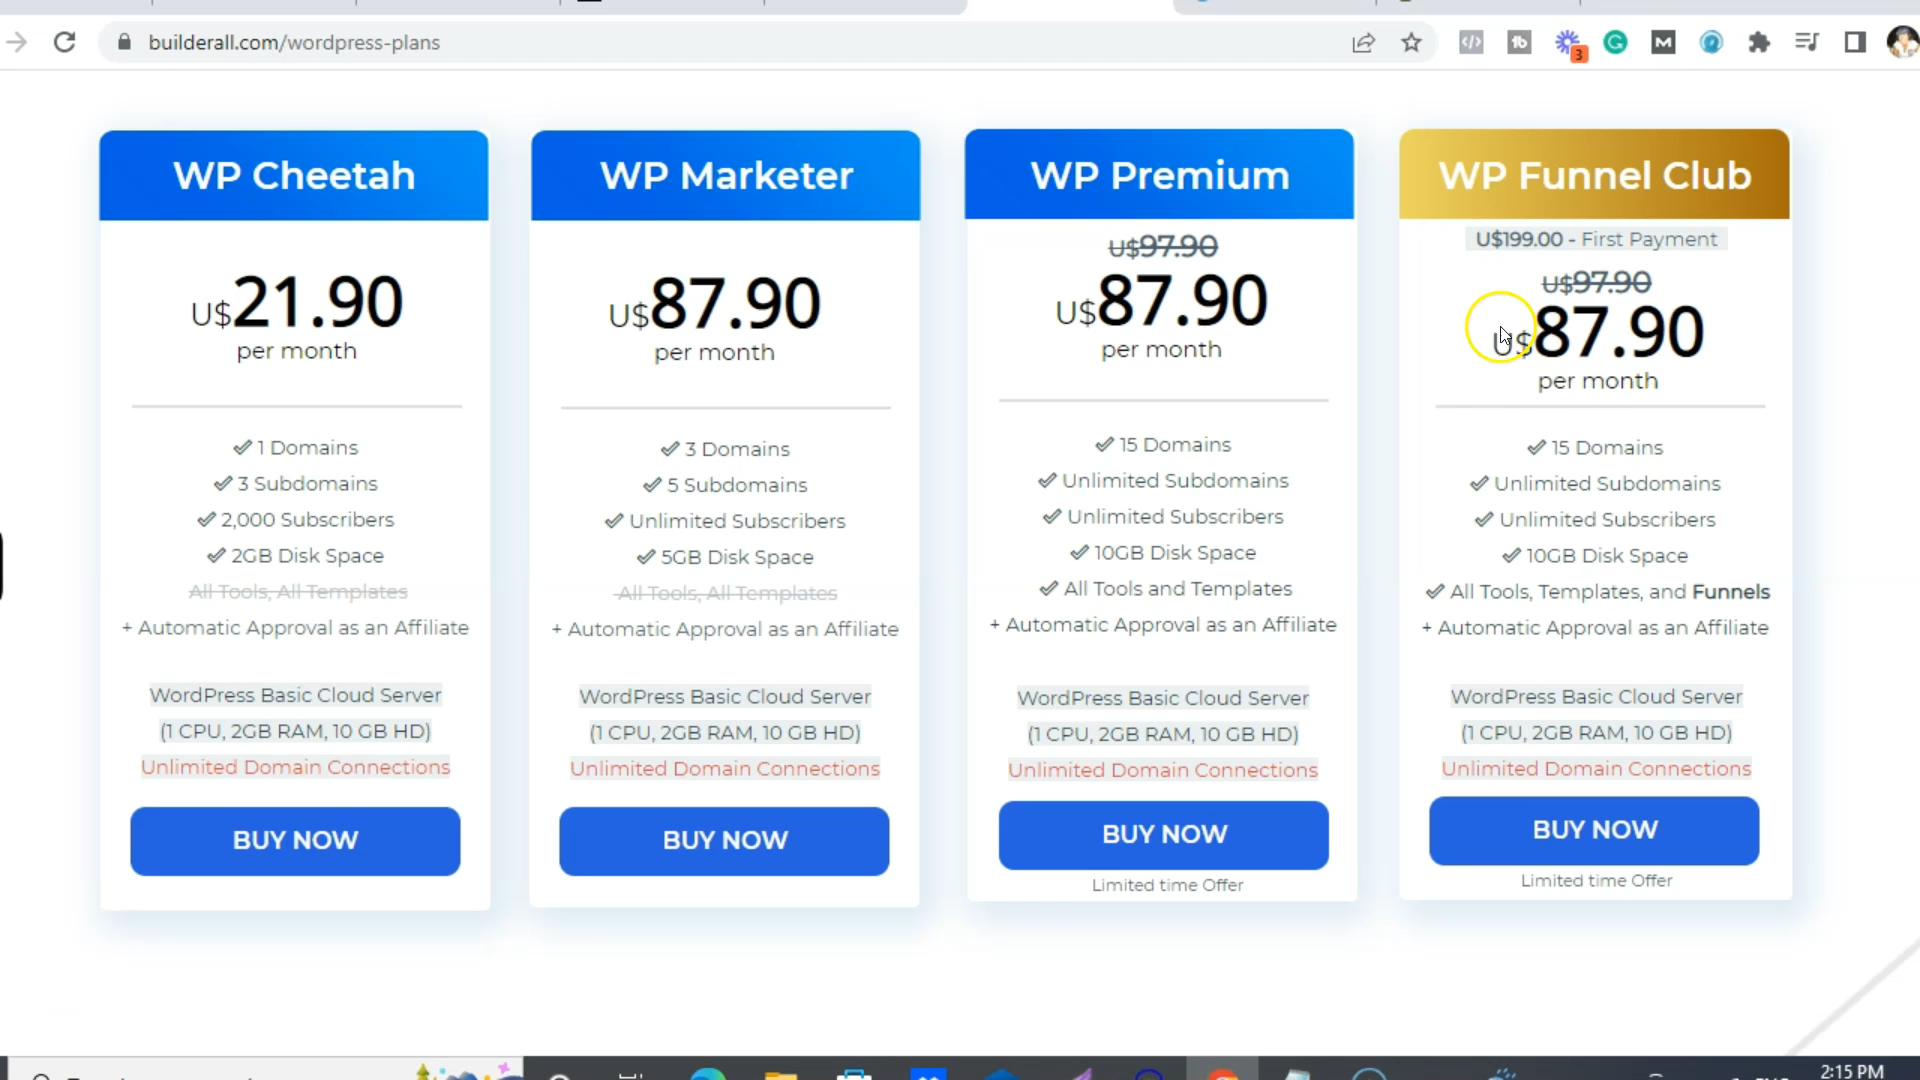 builderall.com/wordpress-plans
3
WP Cheetah
U$21.90
per month
1 Domains
3 Subdomains
2,000 Subscribers
2GB Disk Space
All Tools, All Templates
+ Automatic Approval as an Affiliate
WordPress Basic Cloud Server
(1 CPU, 2GB RAM, 10 GB HD)
Unlimited Domain Connections
BUY NOW
WP Marketer
U$87.90
per month
3 Domains
5 Subdomains
Unlimited Subscribers
5GB Disk Space
All Tools, All Templates
+ Automatic Approval as an Affiliate
WordPress Basic Cloud Server
(1 CPU, 2GB RAM, 10 GB HD)
Unlimited Domain Connections
BUY NOW
WP Premium
U$97.90
U$87.90
per month
15 Domains
Unlimited Subdomains
Unlimited Subscribers
10GB Disk Space
All Tools and Templates
+ Automatic Approval as an Affiliate
WordPress Basic Cloud Server
(1 CPU, 2GB RAM, 10 GB HD)
Unlimited Domain Connections
BUY NOW
Limited time Offer
WP Funnel Club
U$199.00 - First Payment
U$97.90
U$87.90
per month
15 Domains
Unlimited Subdomains
Unlimited Subscribers
10GB Disk Space
All Tools, Templates, and Funnels
+ Automatic Approval as an Affiliate
WordPress Basic Cloud Server
(1 CPU, 2GB RAM, 10 GB HD)
Unlimited Domain Connections
BUY NOW
Limited time Offer
2:15 PM